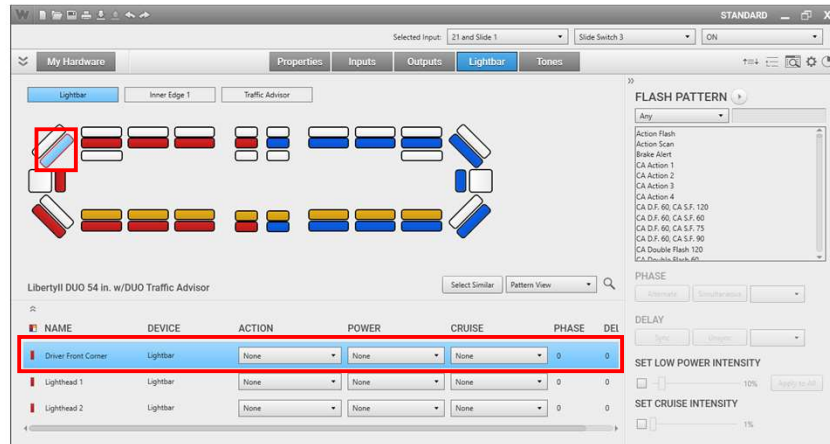 W STANDARD
Selected Input: 21 and Slide 1 Slide Switch 3 ON
My Hardware Properties Inputs Outputs Lightbar Tones
Lightbar Inner Edge 1 Traffic Advisor
FLASH PATTERN
Any
Action Flash
Action Scan
Brake Alert
CA Action 1
CA Action 2
CA Action 3
CA Action 4
CA D.F. 60, CA S.F. 120
CA D.F. 60, CA S.F. 60
CA D.F. 60, CA S.F. 75
CA D.F. 60, CA S.F. 90
CA Double Flash 120
CA Double Flash 60
LibertyII DUO 54 in. w/DUO Traffic Advisor Select Similar Pattern View
PHASE
Alternate Simultaneous
NAME DEVICE ACTION POWER CRUISE PHASE DEL
Driver Front Corner Lightbar None None None 0 0
Lighthead 1 Lightbar None None None 0 0
Lighthead 2 Lightbar None None None 0 0
DELAY
Sync Unsync
SET LOW POWER INTENSITY
10% Apply to All
SET CRUISE INTENSITY
1%